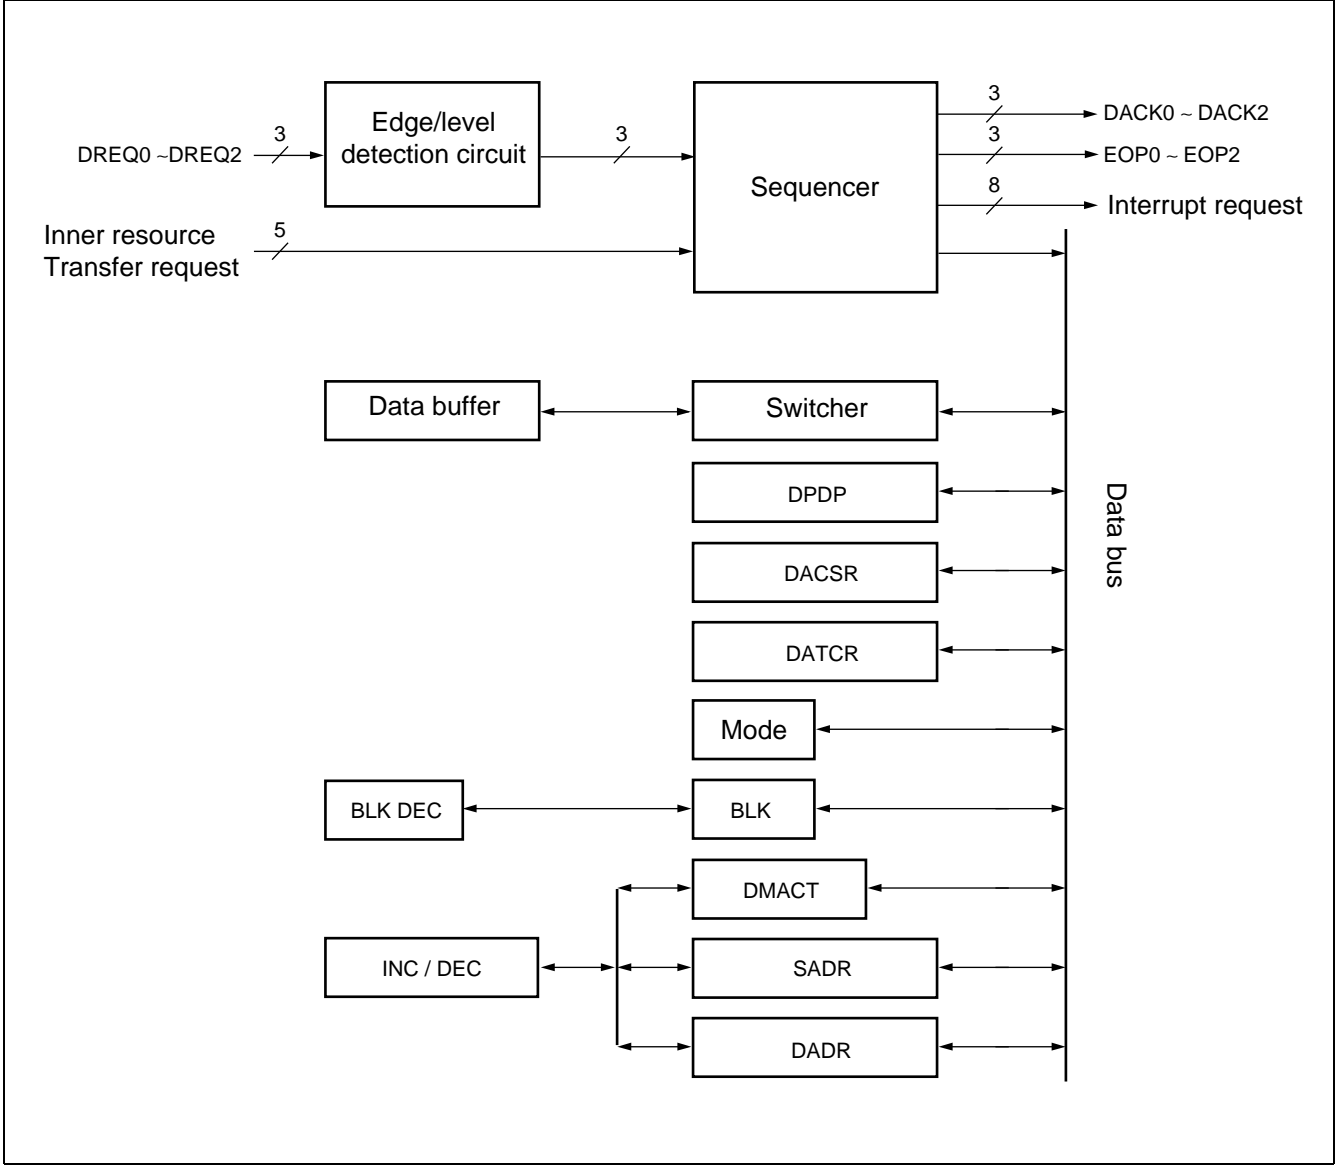 3
DACK0 ~ DACK2
Edge/level
detection circuit
3
3
3
DREQ0 ~DREQ2
EOP0 ~ EOP2
Sequencer
8
Interrupt request
5
Inner resource
Transfer request
Data buffer
Switcher
DPDP
Data bus
DACSR
DATCR
Mode
BLK DEC
BLK
DMACT
INC / DEC
SADR
DADR